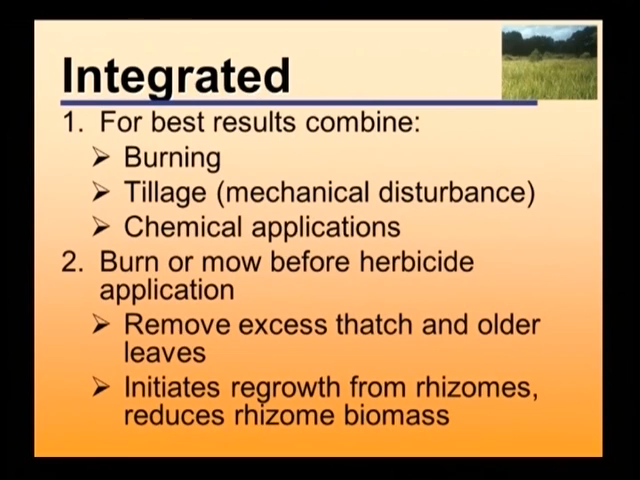 Integrated
1. For best results combine:
➢ Burning
➢ Tillage (mechanical disturbance)
➢ Chemical applications
2. Burn or mow before herbicide
application
➢ Remove excess thatch and older
leaves
➢ Initiates regrowth from rhizomes,
reduces rhizome biomass